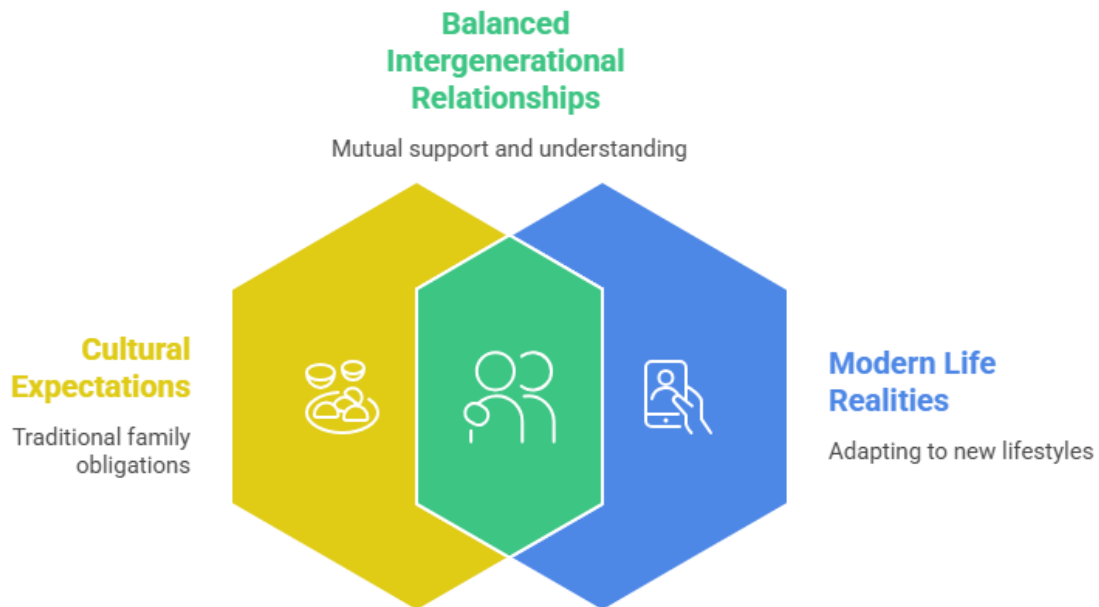 Balanced
Intergenerational
Relationships
Mutual support and understanding
Cultural
Expectations
Traditional family
obligations
Modern Life
Realities
Adapting to new lifestyles